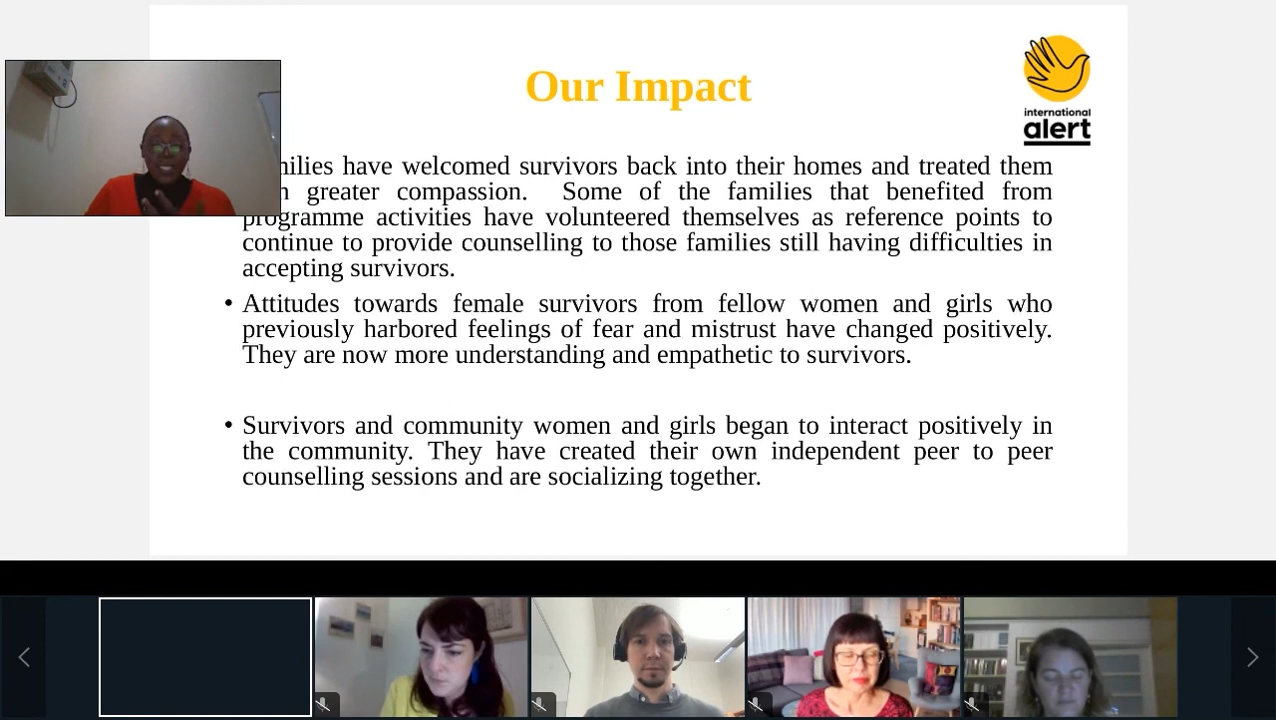 Our Impact
international
alert
milies have welcomed survivors back into their homes and treated them
greater compassion. Some of the families that benefited from
programme activities have volunteered themselves as reference points to
continue to provide counselling to those families still having difficulties in
accepting survivors.
• Attitudes towards female survivors from fellow women and girls who
previously harbored feelings of fear and mistrust have changed positively.
They are now more understanding and empathetic to survivors.
• Survivors and community women and girls began to interact positively in
the community. They have created their own independent peer to peer
counselling sessions and are socializing together.